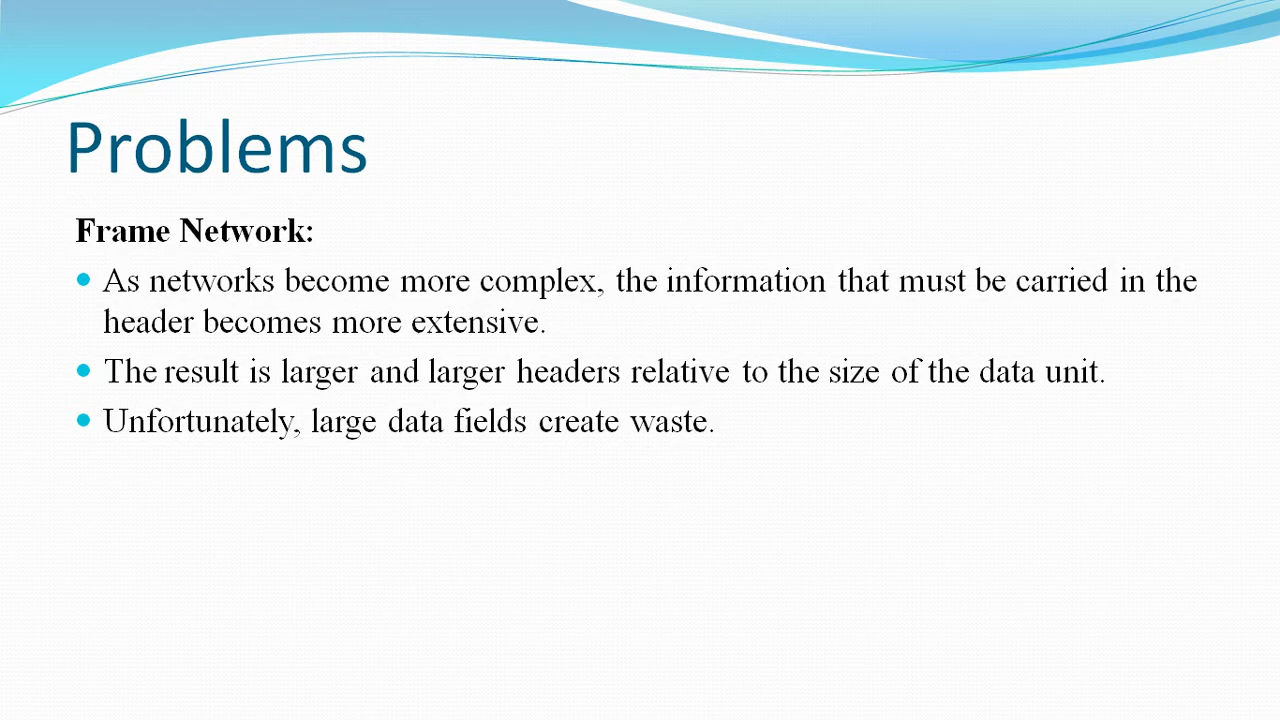 Problems
Frame Network:
As networks become more complex, the information that must be carried in the
header becomes more extensive.
The result is larger and larger headers relative to the size of the data unit.
Unfortunately, large data fields create waste.